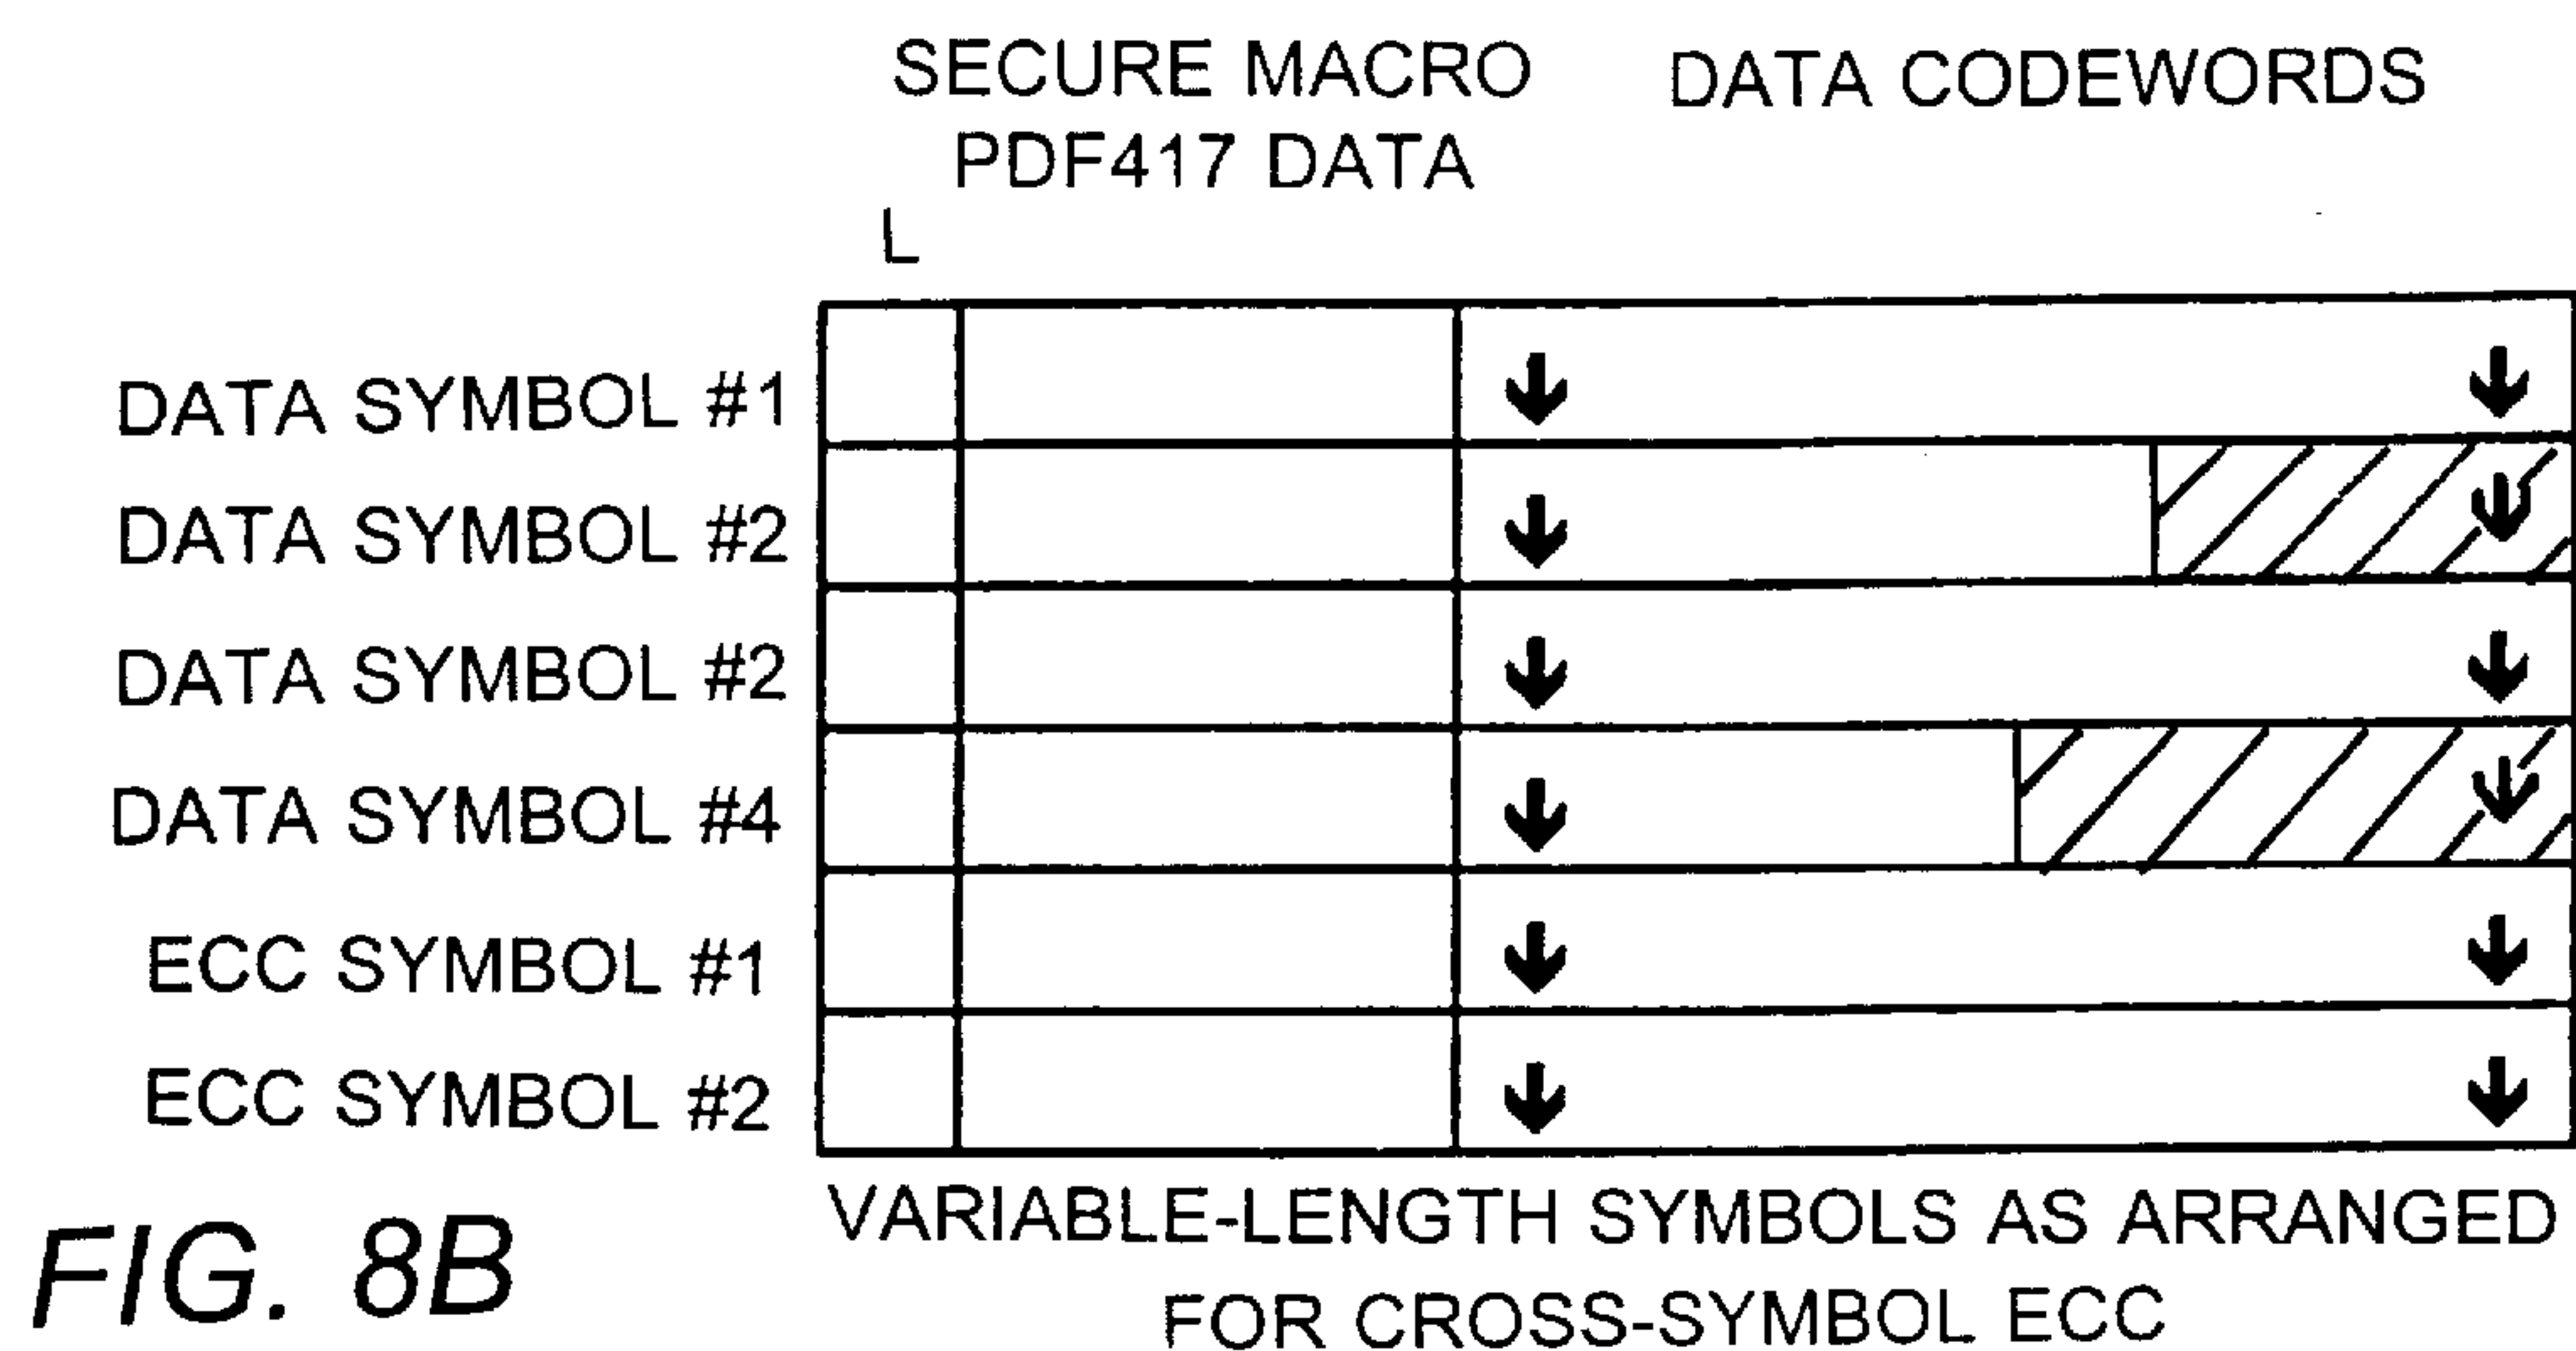 SECURE MACRO
PDF417 DATA
DATA CODEWORDS
L
DATA SYMBOL #1
DATA SYMBOL #2
DATA SYMBOL #2
DATA SYMBOL #4
ECC SYMBOL #1
ECC SYMBOL #2
VARIABLE-LENGTH SYMBOLS AS ARRANGED
FOR CROSS-SYMBOL ECC
FIG. 8B